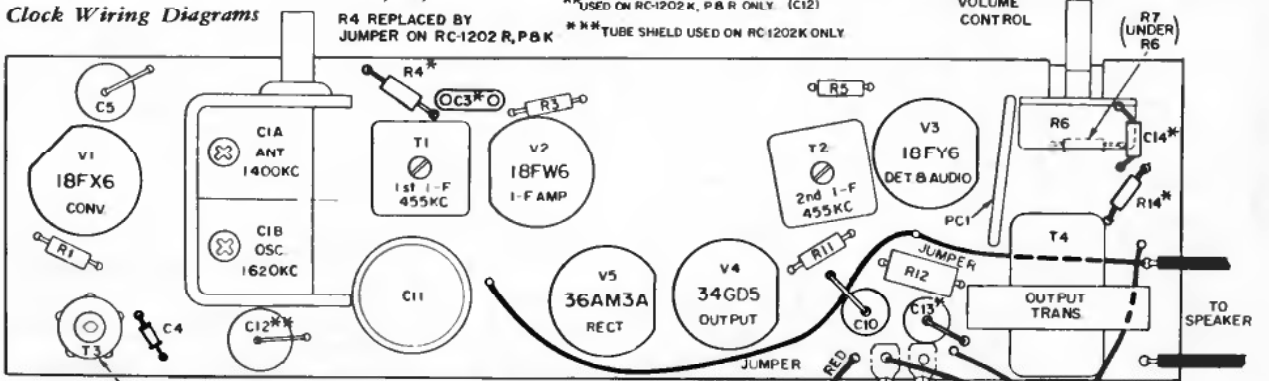 Clock Wiring Diagrams
R4 REPLACED BY
JUMPER ON RC-1202 R, P & K
**USED ON RC-1202 K, P & R ONLY. (C12)
***TUBE SHIELD USED ON RC-1202K ONLY
VOLUME
CONTROL
R7
(UNDER
R6)
C5
C1A
ANT
1400KC
R4*
C3*
R3
R5
R6
C14*
V1
18FX6
CONV.
T1
1st I-F
455KC
V2
18FW6
I-F AMP
T2
2nd I-F
455KC
V3
18FY6
DET & AUDIO
PC1
R14*
R1
C1B
OSC
1620KC
C11
V5
36AM3A
RECT
V4
34GD5
OUTPUT
R11
JUMPER
R12
T4
OUTPUT
TRANS.
TO
SPEAKER
T3
C4
C12**
C10
C13*
JUMPER
RED